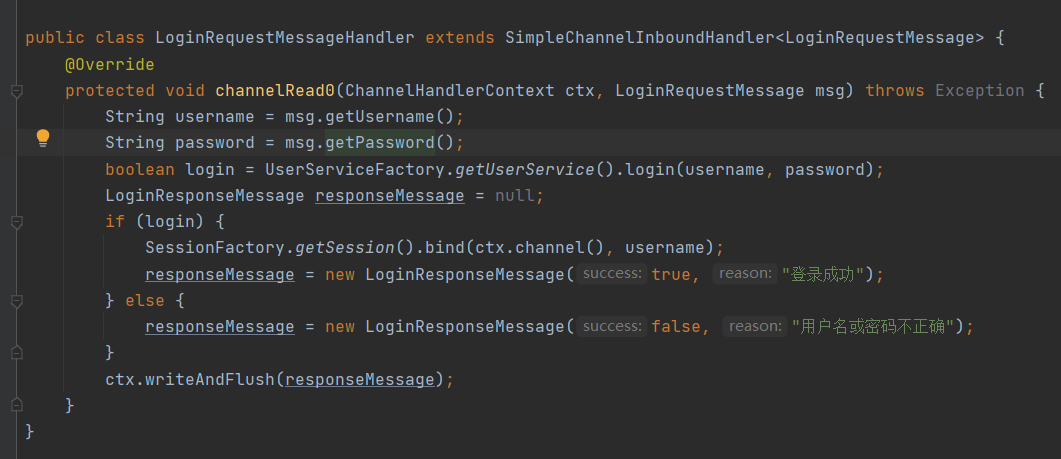 public class LoginRequestMessageHandler extends SimpleChannelInboundHandler<LoginRequestMessage> {
@Override
protected void channelRead0(ChannelHandlerContext ctx, LoginRequestMessage msg) throws Exception {
String username = msg.getUsername();
String password = msg.getPassword();
boolean login = UserServiceFactory.getUserService().login(username, password);
LoginResponseMessage responseMessage = null;
if (login) {
SessionFactory.getSession().bind(ctx.channel(), username);
responseMessage = new LoginResponseMessage( success: true, reason: "登录成功");
} else {
responseMessage = new LoginResponseMessage( success: false, reason: "用户名或密码不正确");
}
ctx.writeAndFlush(responseMessage);
}
}